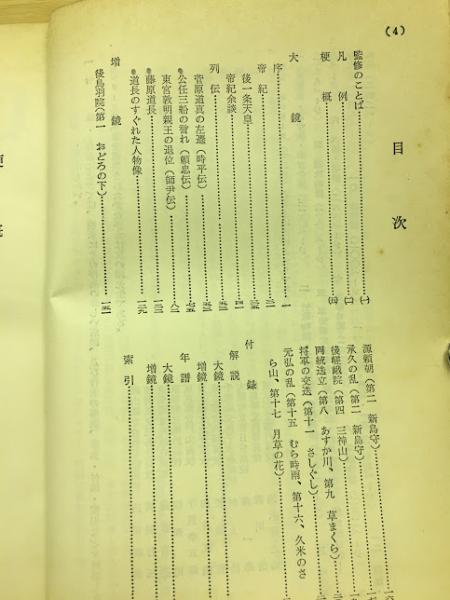 (4)
目次
監修のことば……(一)
凡例……(二)
梗概……(四)
大鏡
序……一
帝紀……三
後一条天皇
帝紀余談
列伝
菅原道真の左遷（時平伝）
公任三船の誉れ（頼忠伝）
東宮敦明親王の退位（師尹伝）
藤原道長
道長のすぐれた人物像
増鏡
後鳥羽院（第一 おどろの下）
源頼朝（第二 新島守）
承久の乱（第二 新島守）
後嵯峨院（第四 三神山）
両統迭立（第八 あすか川、第九 草まくら）
将軍の交迭（第十一 さしぐし）
元弘の乱（第十五 むら時雨、第十六、久米のさ
ら山、第十七 月草の花）
付録
解説
大鏡
増鏡
年譜
大鏡
増鏡
索引